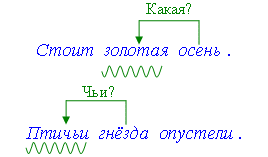 Какая?
Стоит золотая осень .
Чьи?
Птичьи гнёзда опустели .